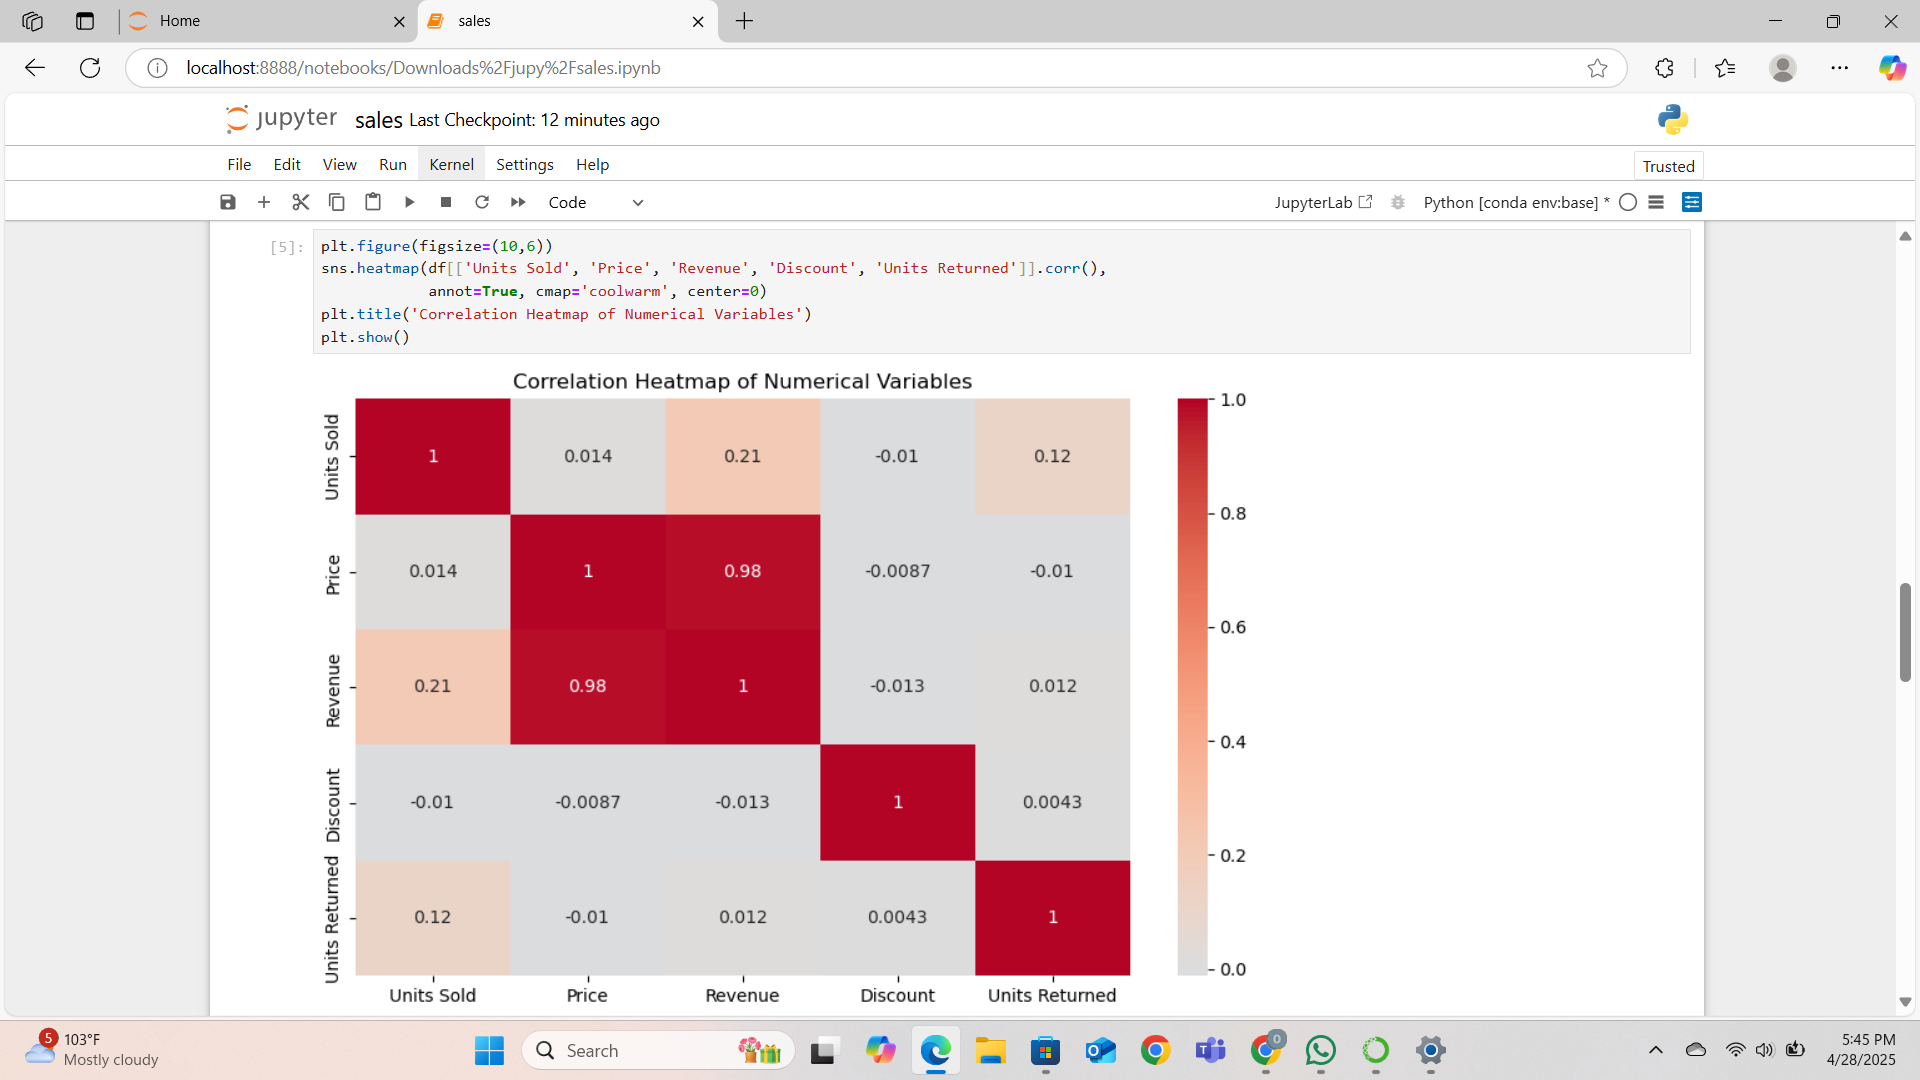 Home
sales
localhost:8888/notebooks/Downloads%2Fjupy%2Fsales.ipynb
jupyter sales Last Checkpoint: 12 minutes ago
File Edit View Run Kernel Settings Help
Trusted
Code
JupyterLab
Python [conda env:base] *
[5]:
plt.figure(figsize=(10,6))
sns.heatmap(df[['Units Sold', 'Price', 'Revenue', 'Discount', 'Units Returned']].corr(),
annot=True, cmap='coolwarm', center=0)
plt.title('Correlation Heatmap of Numerical Variables')
plt.show()
Correlation Heatmap of Numerical Variables
Units Sold 1 0.014 0.21 -0.01 0.12
Price 0.014 1 0.98 -0.0087 -0.01
Revenue 0.21 0.98 1 -0.013 0.012
Discount -0.01 -0.0087 -0.013 1 0.0043
Units Returned 0.12 -0.01 0.012 0.0043 1
Units Sold Price Revenue Discount Units Returned
1.0
0.8
0.6
0.4
0.2
0.0
5
103°F
Mostly cloudy
Search
0
5:45 PM
4/28/2025